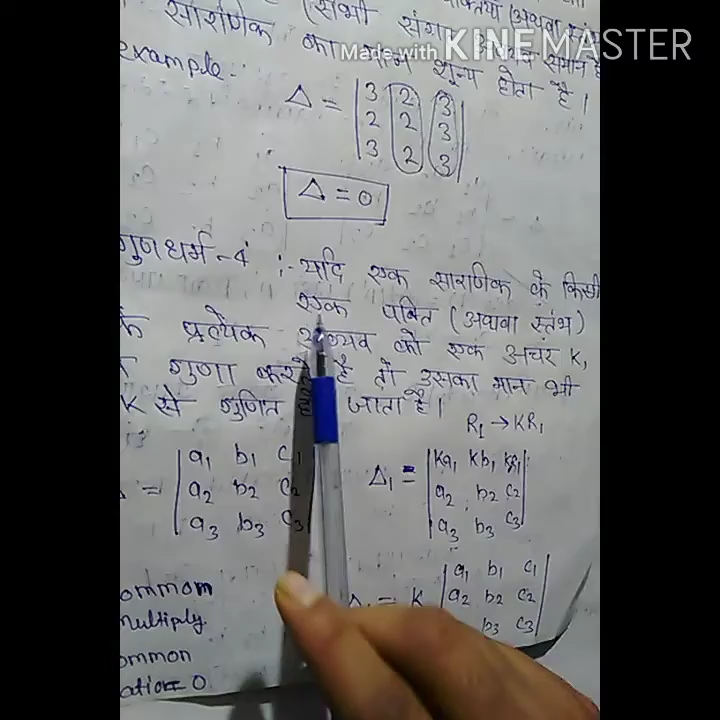 सारणिक का मान शून्य होता है।
Made with KINEMASTER
example-
Δ = | 3 2 3 |
| 2 2 3 |
| 3 2 3 |
Δ = 0
गुणधर्म-4 :- यदि एक सारणिक के किसी
एक पंक्ति (अथवा स्तंभ)
के प्रत्येक अवयव को एक अचर K,
गुणा करते है तो उसका मान भी
K से गुणित हो जाता है।
R₁ → KR₁
= | a₁ b₁ c₁ | Δ₁ = | Ka₁ Kb₁ Kc₁ |
| a₂ b₂ c₂ | | a₂ b₂ c₂ |
| a₃ b₃ c₃ | | a₃ b₃ c₃ |
= K | a₁ b₁ c₁ |
| a₂ b₂ c₂ |
b₃ c₃ |
ommon
multiply.
ommon
ation= 0